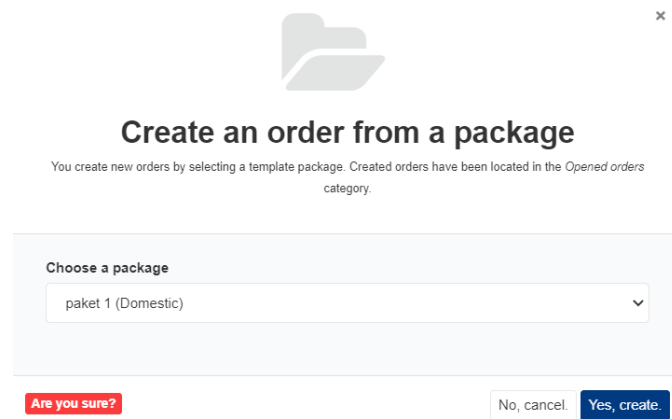 ×
Create an order from a package
You create new orders by selecting a template package. Created orders have been located in the Opened orders
category.
Choose a package
paket 1 (Domestic)
Are you sure?
No, cancel.
Yes, create.